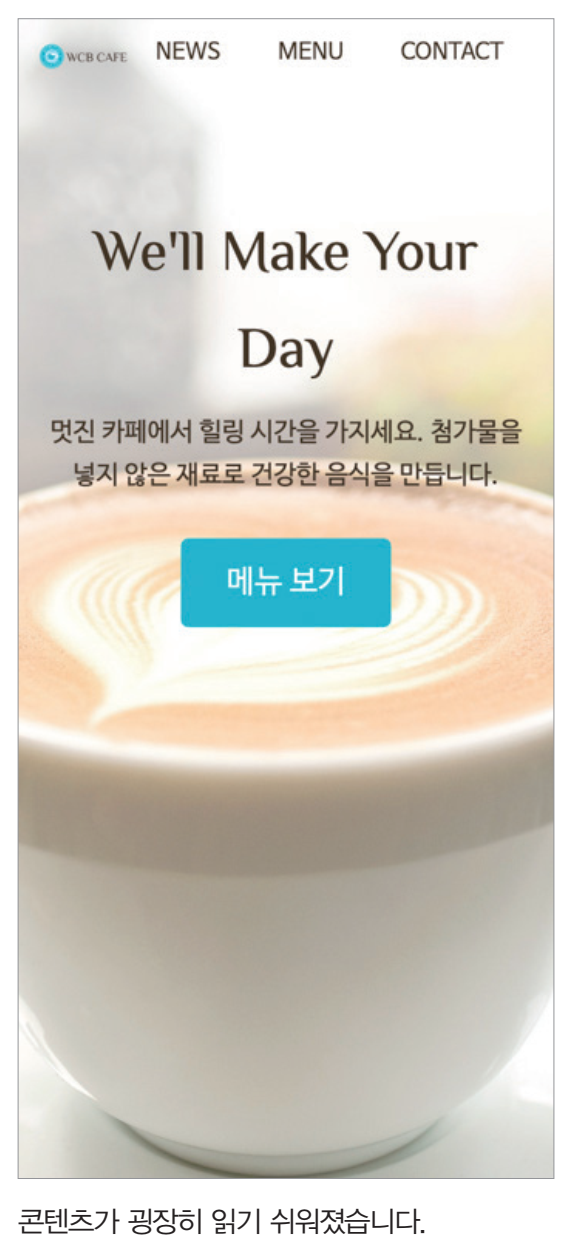 WCB CAFE NEWS MENU CONTACT
We'll Make Your
Day
멋진 카페에서 힐링 시간을 가지세요. 첨가물을
넣지 않은 재료로 건강한 음식을 만듭니다.
메뉴 보기
콘텐츠가 굉장히 읽기 쉬워졌습니다.